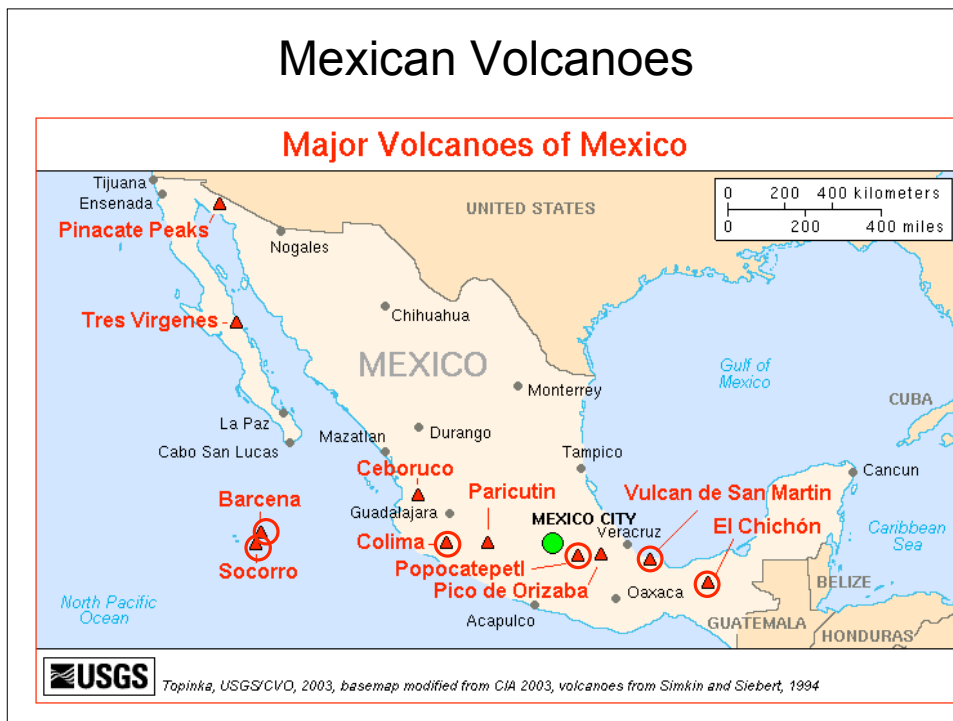 Mexican Volcanoes
Major Volcanoes of Mexico
Tijuana
Ensenada
Pinacate Peaks
Nogales
UNITED STATES
0 200 400 kilometers
0 200 400 miles
Tres Virgenes
Chihuahua
MEXICO
Monterrey
Gulf of
Mexico
CUBA
La Paz
Cabo San Lucas
Mazatlan
Durango
Tampico
Cancun
Ceboruco
Barcena
Guadalajara
Paricutin
MEXICO CITY
Veracruz
Vulcan de San Martin
El Chichón
Caribbean
Sea
Colima
Socorro
Popocatepetl
Pico de Orizaba
Oaxaca
BELIZE
North Pacific
Ocean
Acapulco
GUATEMALA
HONDURAS
USGS
Topinka, USGS/CVO, 2003, basemap modified from CIA 2003, volcanoes from Simkin and Siebert, 1994